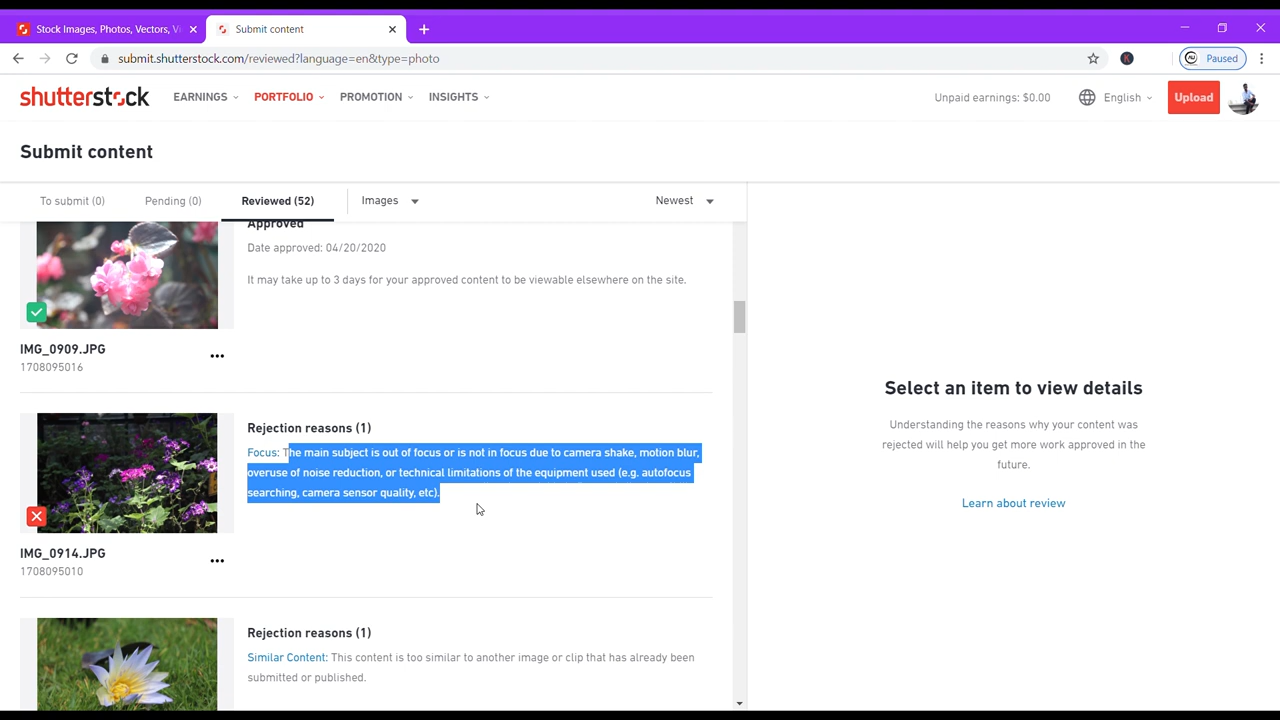 Stock Images, Photos, Vectors, V
Submit content
submit.shutterstock.com/reviewed?language=en&type=photo
K
Paused
shutterstock
EARNINGS
PORTFOLIO
PROMOTION
INSIGHTS
Unpaid earnings: $0.00
English
Upload
Submit content
To submit (0)
Pending (0)
Reviewed (52)
Images
Newest
Approved
Date approved: 04/20/2020
It may take up to 3 days for your approved content to be viewable elsewhere on the site.
IMG_0909.JPG
1708095016
Rejection reasons (1)
Focus: The main subject is out of focus or is not in focus due to camera shake, motion blur,
overuse of noise reduction, or technical limitations of the equipment used (e.g. autofocus
searching, camera sensor quality, etc).
IMG_0914.JPG
1708095010
Rejection reasons (1)
Similar Content: This content is too similar to another image or clip that has already been
submitted or published.
Select an item to view details
Understanding the reasons why your content was
rejected will help you get more work approved in the
future.
Learn about review